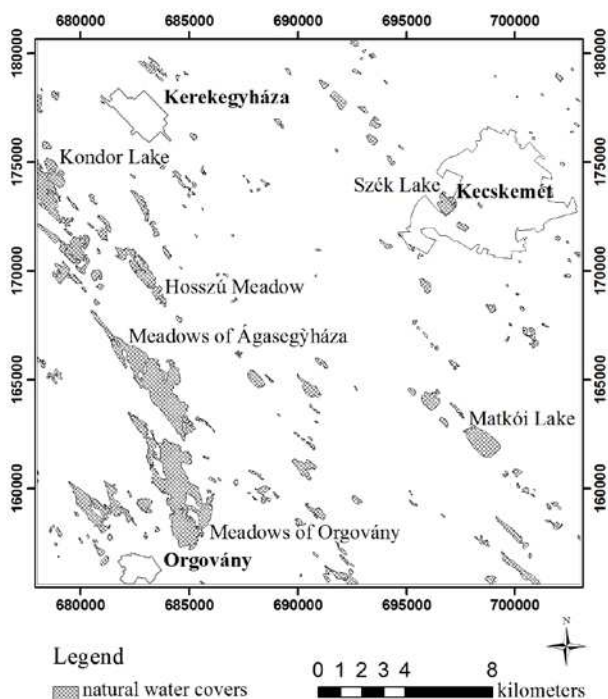 680000 685000 690000 695000 700000
180000
180000
Kerekegyháza
Kondor Lake
175000
175000
Szék Lake
Kecskemét
170000
170000
Hosszú Meadow
Meadows of Ágasegỳháza
165000
165000
Matkói Lake
160000
160000
Meadows of Orgovány
Orgovány
680000 685000 690000 695000 700000
N
Legend
natural water covers
0 1 2 3 4 8
kilometers